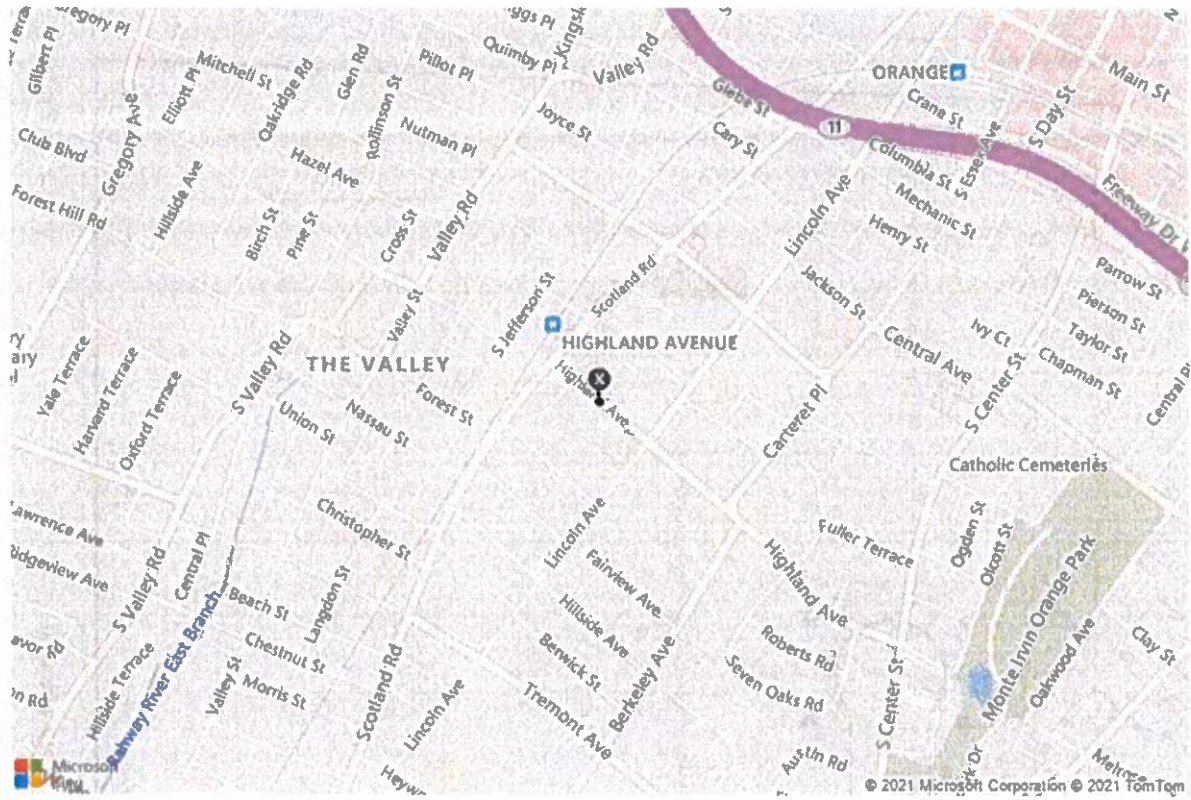 Gregory Pl
Gilbert Pl
Mitchell St
Elliott Pl
Oakridge Rd
Glen Rd
Rollinson St
Pillot Pl
Quimby Pl
Valley Rd
Joyce St
Nutman Pl
Glebe St
Cary St
11
ORANGE
Crane St
S Day St
Main St
Columbia St
S Essex Ave
Mechanic St
Henry St
Freeway Dr
Club Blvd
Gregory Ave
Hazel Ave
Hillside Ave
Forest Hill Rd
Birch St
Pine St
Cross St
Valley Rd
Lincoln Ave
Jackson St
Parrow St
Pierson St
Taylor St
Chapman St
Ivy Ct
Central Ave
Valley St
S Jefferson St
Scotland Rd
HIGHLAND AVENUE
THE VALLEY
S Valley Rd
Yale Terrace
Harvard Terrace
Oxford Terrace
Union St
Nassau St
Forest St
X
Carteret Pl
S Center St
Catholic Cemeteries
Christopher St
Lincoln Ave
Fairview Ave
Hillside Ave
Berwick St
Fuller Terrace
Ogden St
Olcott St
Highland Ave
Monte Irvin Orange Park
Lawrence Ave
Ridgeview Ave
S Valley Rd
Central Pl
Beach St
Langdon St
Chestnut St
Valley St
Morris St
Hillside Terrace
Rahway River East Branch
Scotland Rd
Lincoln Ave
Tremont Ave
Berkeley Ave
Roberts Rd
Seven Oaks Rd
S Center St
Austin Rd
Oakwood Ave
Clay St
Microsoft
© 2021 Microsoft Corporation © 2021 TomTom